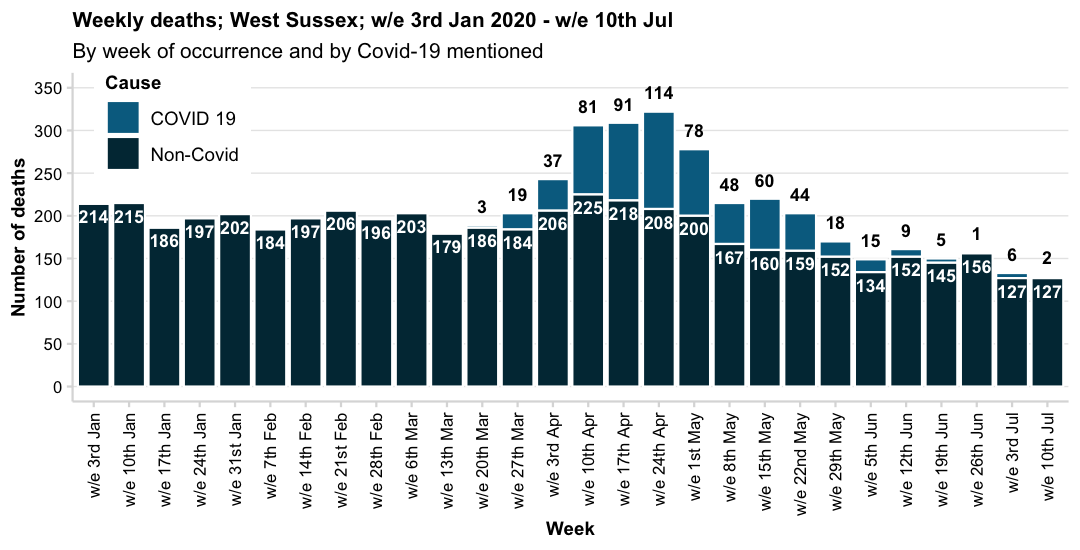 Weekly deaths; West Sussex; w/e 3rd Jan 2020 - w/e 10th Jul
By week of occurrence and by Covid-19 mentioned
Cause
COVID 19
Non-Covid
Number of deaths
350
300
250
200
150
100
50
0
3 19 37 81 91 114 78 48 60 44 18 15 9 5 1 6 2
214 215 186 197 202 184 197 206 196 203 179 186 184 206 225 218 208 200 167 160 159 152 134 152 145 156 127 127
w/e 3rd Jan
w/e 10th Jan
w/e 17th Jan
w/e 24th Jan
w/e 31st Jan
w/e 7th Feb
w/e 14th Feb
w/e 21st Feb
w/e 28th Feb
w/e 6th Mar
w/e 13th Mar
w/e 20th Mar
w/e 27th Mar
w/e 3rd Apr
w/e 10th Apr
w/e 17th Apr
w/e 24th Apr
w/e 1st May
w/e 8th May
w/e 15th May
w/e 22nd May
w/e 29th May
w/e 5th Jun
w/e 12th Jun
w/e 19th Jun
w/e 26th Jun
w/e 3rd Jul
w/e 10th Jul
Week